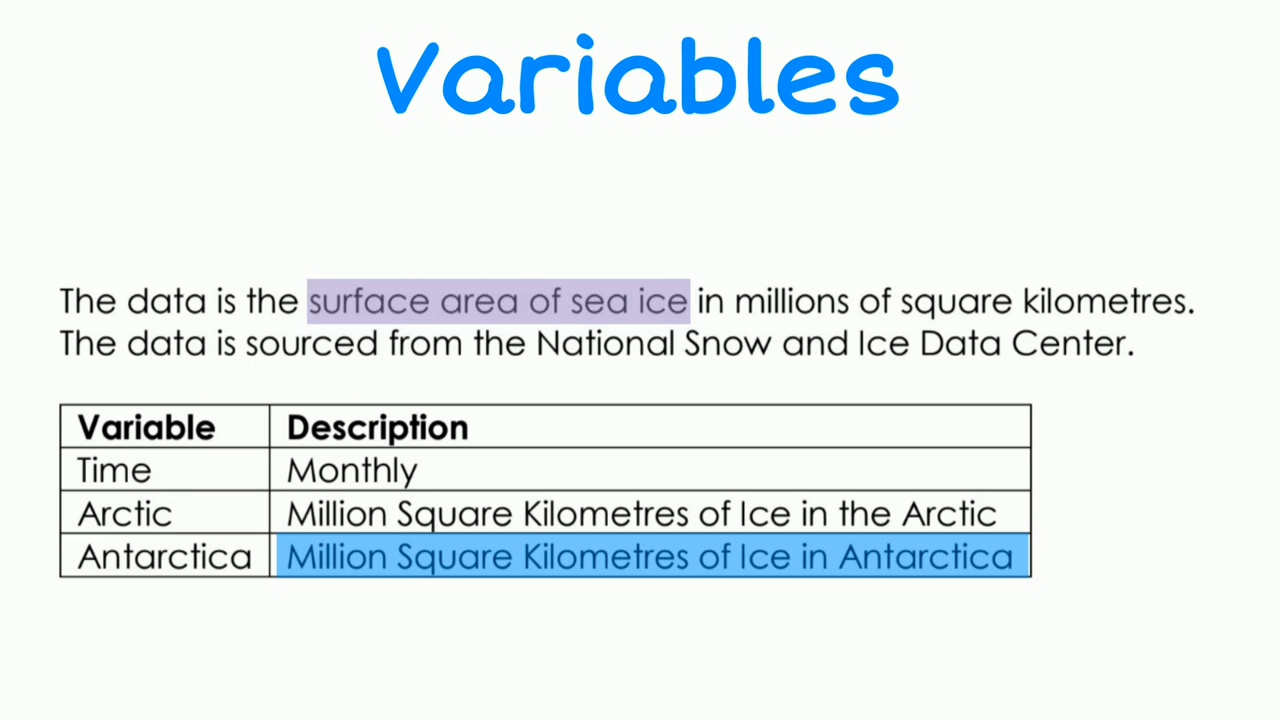 Variables
The data is the surface area of sea ice in millions of square kilometres.
The data is sourced from the National Snow and Ice Data Center.
Variable Description
Time Monthly
Arctic Million Square Kilometres of Ice in the Arctic
Antarctica Million Square Kilometres of Ice in Antarctica